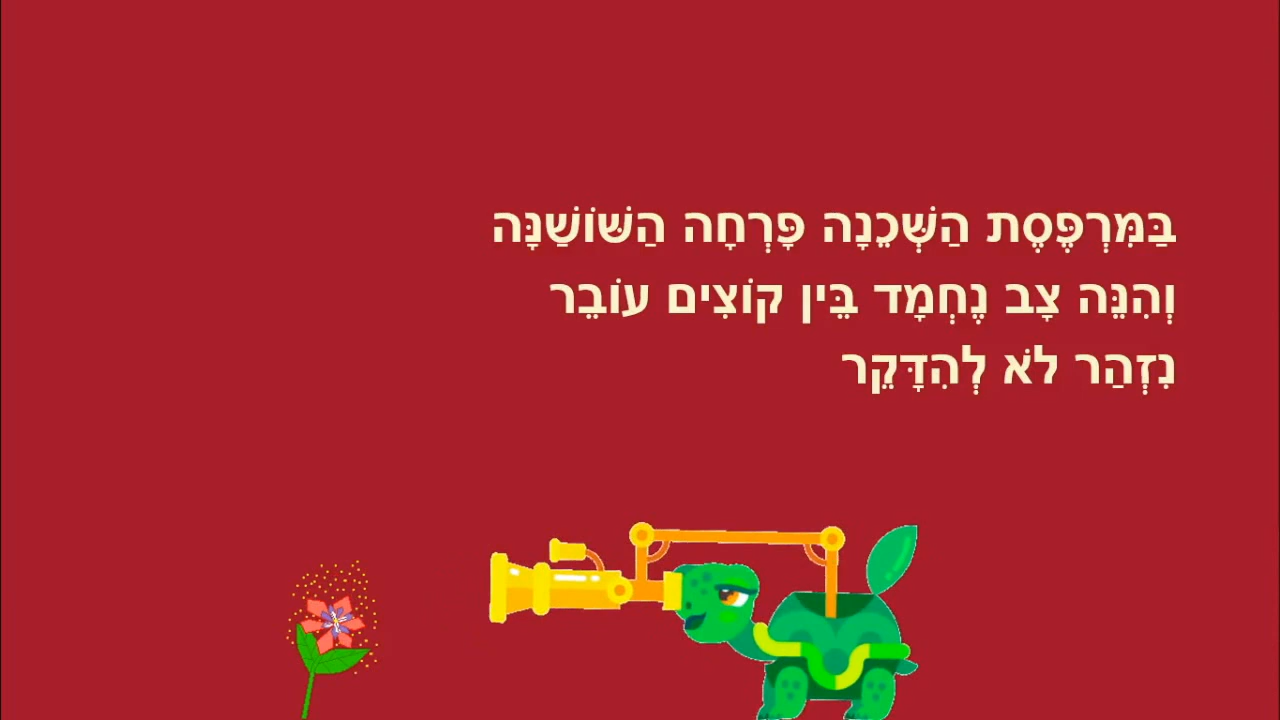 בַּמִּרְפֶּסֶת הַשְּׁכֵנָה פָּרְחָה הַשּׁוֹשַׁנָּה
וְהִנֵּה צָב נֶחְמָד בֵּין קוֹצִים עוֹבֵר
נִזְהַר לֹא לְהִדָּקֵר